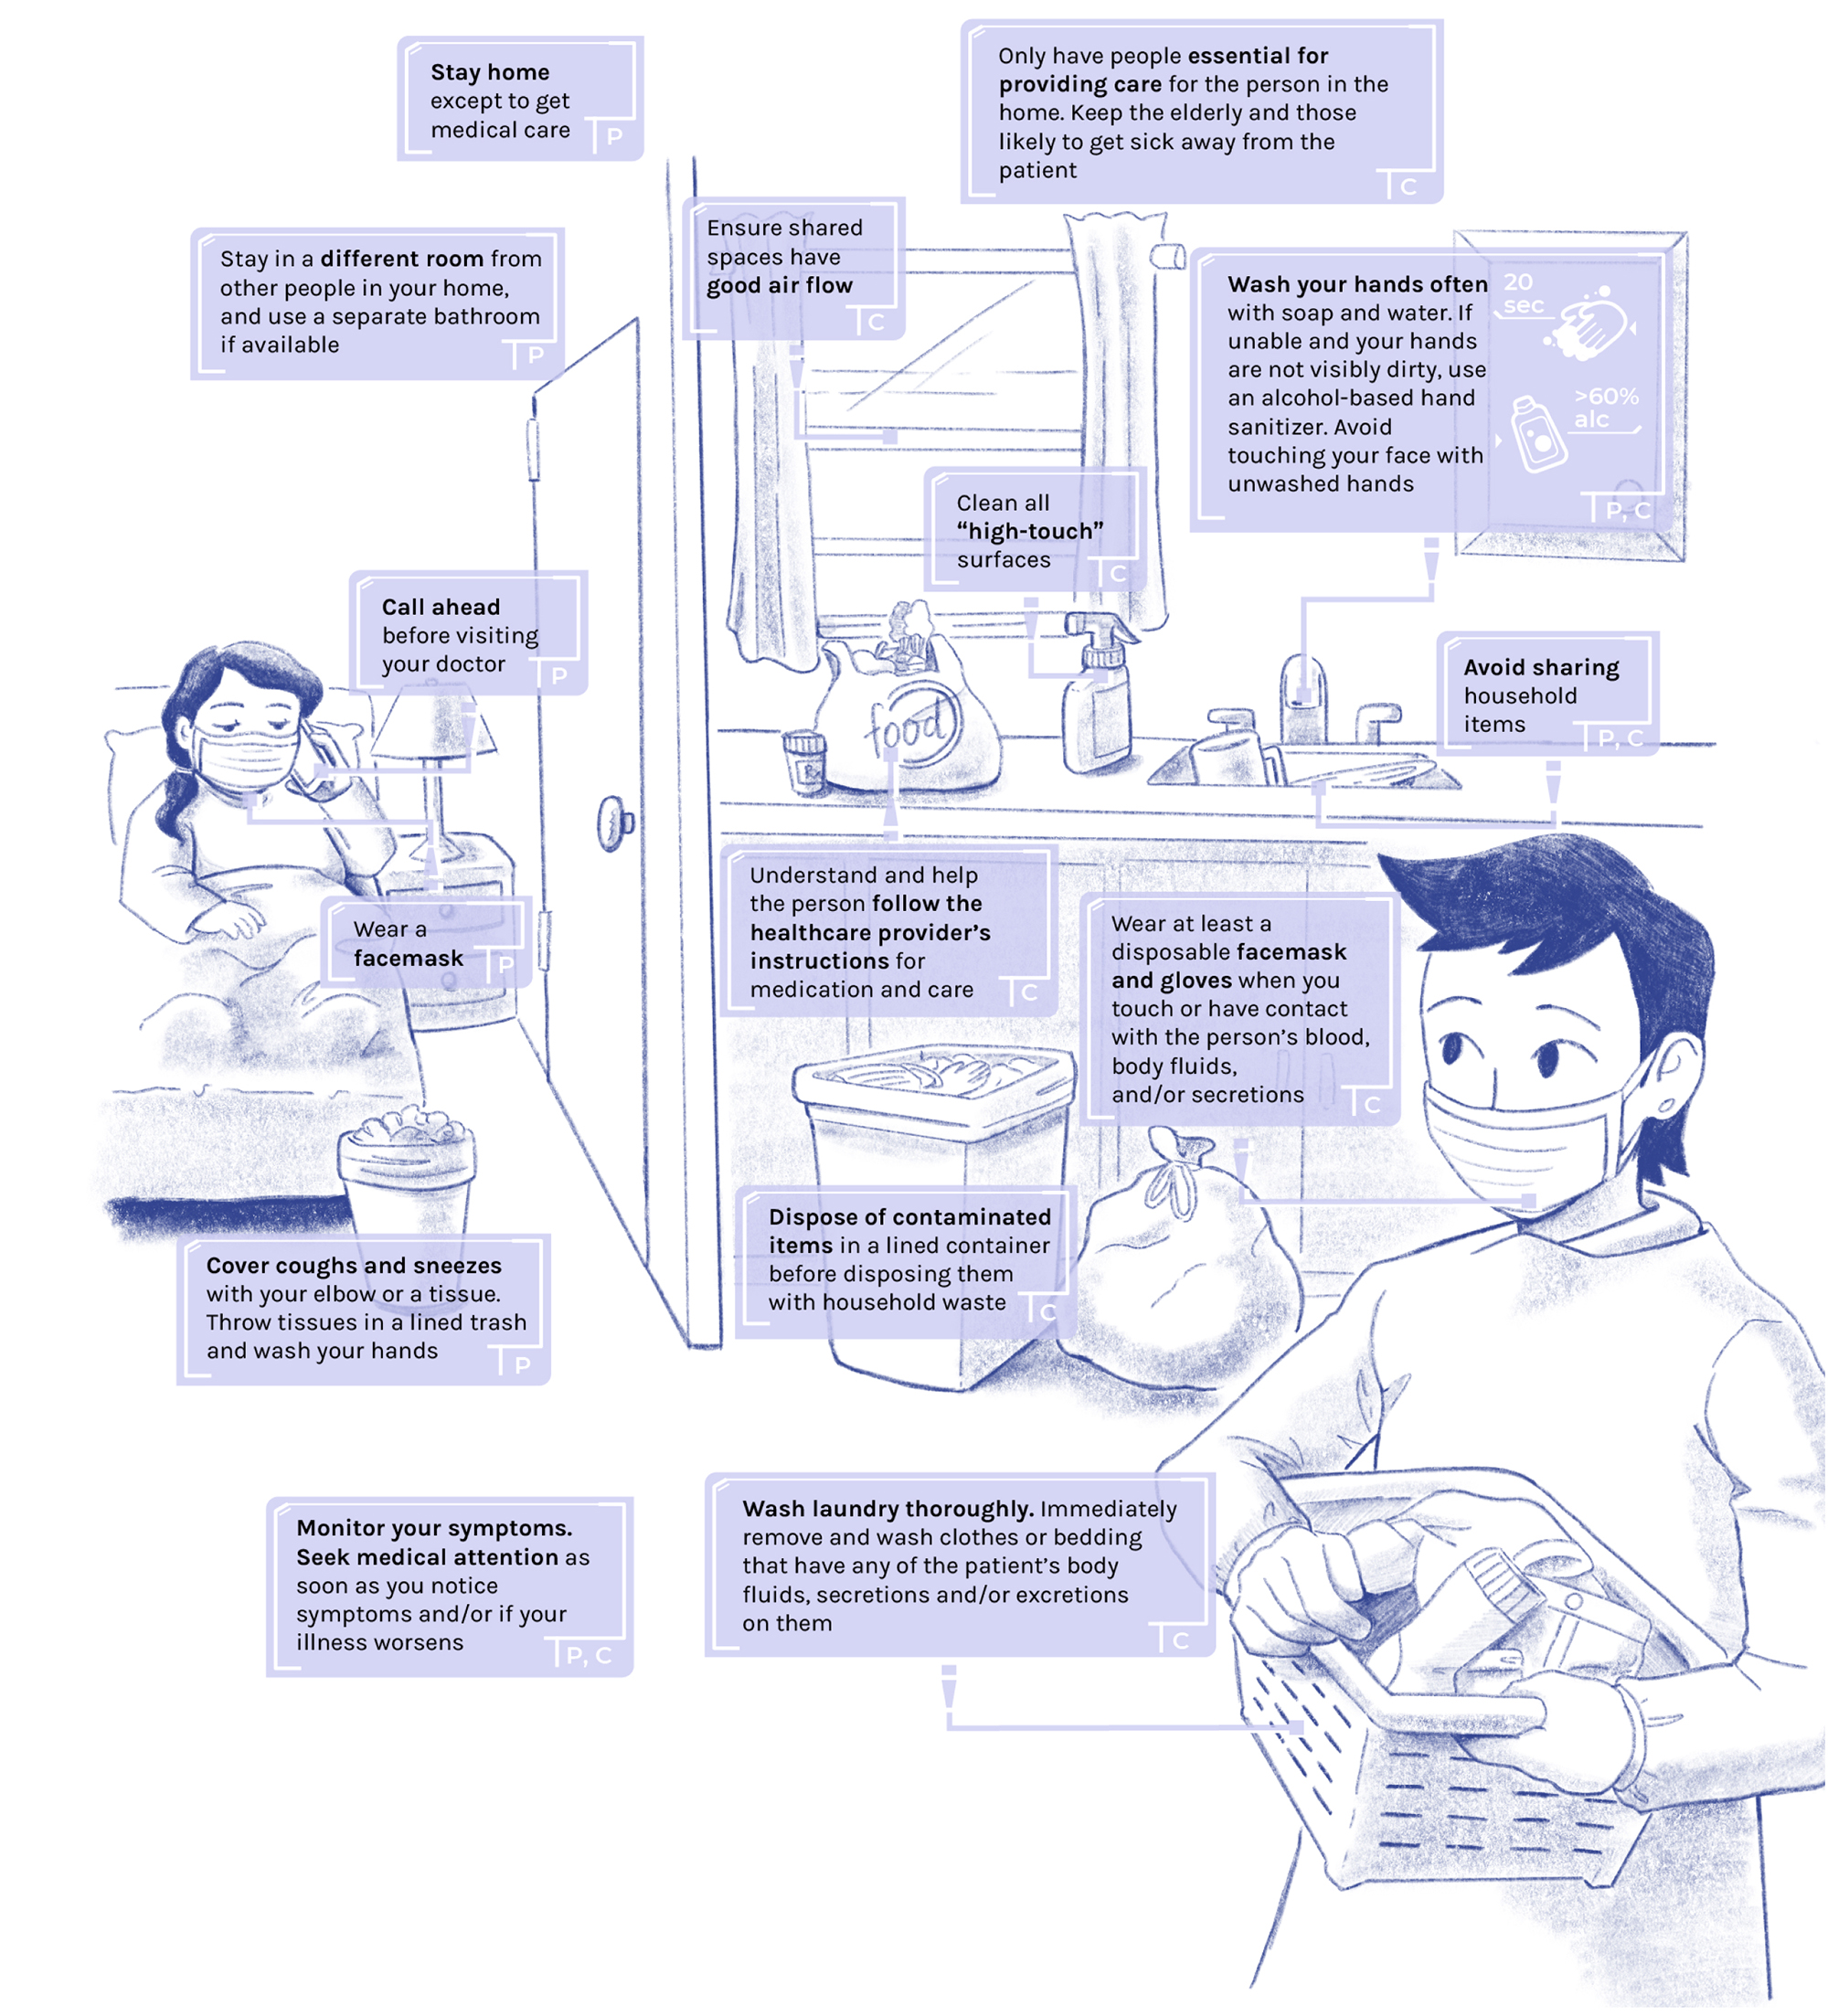 Stay home
except to get
medical care
P
Only have people essential for
providing care for the person in the
home. Keep the elderly and those
likely to get sick away from the
patient
C
Stay in a different room from
other people in your home,
and use a separate bathroom
if available
P
Ensure shared
spaces have
good air flow
C
Wash your hands often
with soap and water. If
unable and your hands
are not visibly dirty, use
an alcohol-based hand
sanitizer. Avoid
touching your face with
unwashed hands
20
sec
>60%
alc
P, C
Clean all
“high-touch”
surfaces
C
Call ahead
before visiting
your doctor
P
Avoid sharing
household
items
P, C
food
Wear a
facemask
P
Understand and help
the person follow the
healthcare provider’s
instructions for
medication and care
C
Wear at least a
disposable facemask
and gloves when you
touch or have contact
with the person’s blood,
body fluids,
and/or secretions
C
Dispose of contaminated
items in a lined container
before disposing them
with household waste
C
Cover coughs and sneezes
with your elbow or a tissue.
Throw tissues in a lined trash
and wash your hands
P
Monitor your symptoms.
Seek medical attention as
soon as you notice
symptoms and/or if your
illness worsens
P, C
Wash laundry thoroughly. Immediately
remove and wash clothes or bedding
that have any of the patient’s body
fluids, secretions and/or excretions
on them
C